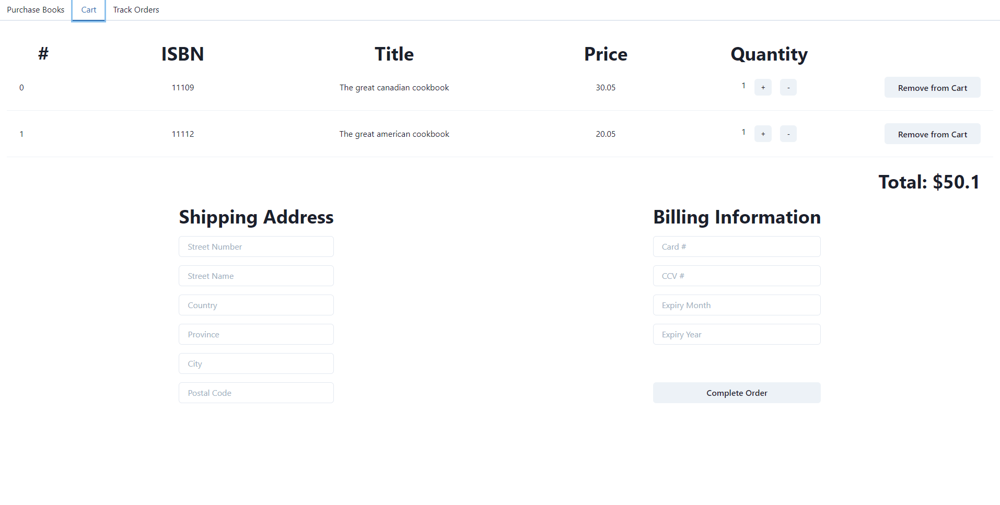 Purchase Books Cart Track Orders
# ISBN Title Price Quantity
0 11109 The great canadian cookbook 30.05 1 + - Remove from Cart
1 11112 The great american cookbook 20.05 1 + - Remove from Cart
Total: $50.1
Shipping Address
Street Number
Street Name
Country
Province
City
Postal Code
Billing Information
Card #
CCV #
Expiry Month
Expiry Year
Complete Order